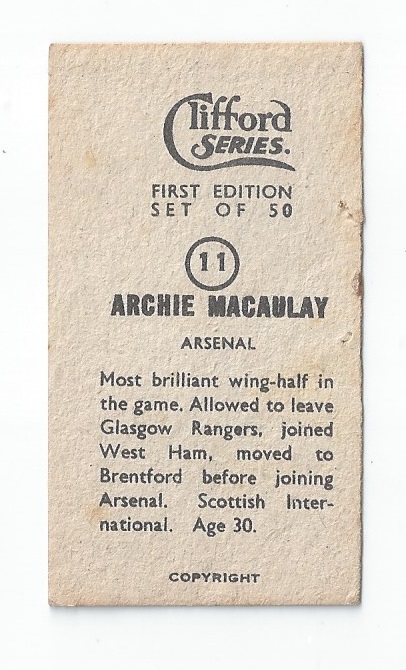 Clifford
SERIES.
FIRST EDITION
SET OF 50
11
ARCHIE MACAULAY
ARSENAL
Most brilliant wing-half in
the game. Allowed to leave
Glasgow Rangers, joined
West Ham, moved to
Brentford before joining
Arsenal. Scottish Inter-
national. Age 30.
COPYRIGHT